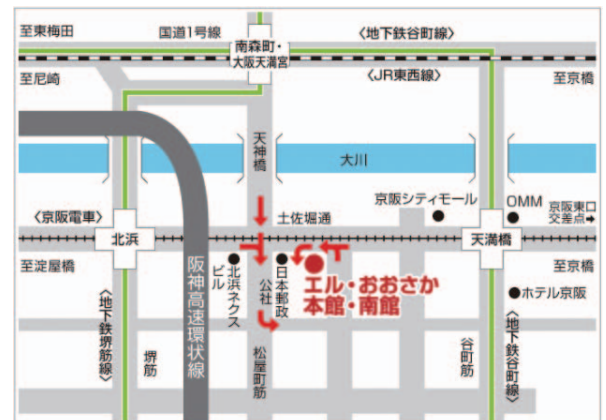 至東梅田
国道1号線
〈地下鉄谷町線〉
南森町・
大阪天満宮
至尼崎
〈JR東西線〉
至京橋
天神橋
大川
京阪シティモール
OMM
京阪東口
交差点➡
〈京阪電車〉
土佐堀通
北浜
天満橋
至淀屋橋
至京橋
阪神高速環状線
北浜ネクス
ビル
公社
日本郵政
エル・おおさか
本館・南館
ホテル京阪
〈地下鉄堺筋線〉
堺筋
松屋町筋
谷町筋
〈地下鉄谷町線〉